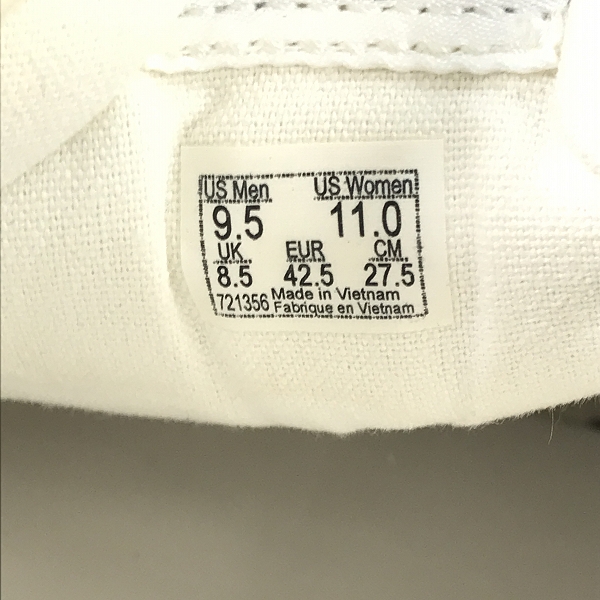 US Men US Women
9.5 11.0
UK EUR CM
8.5 42.5 27.5
721356 Made in Vietnam
Fabrique en Vietnam